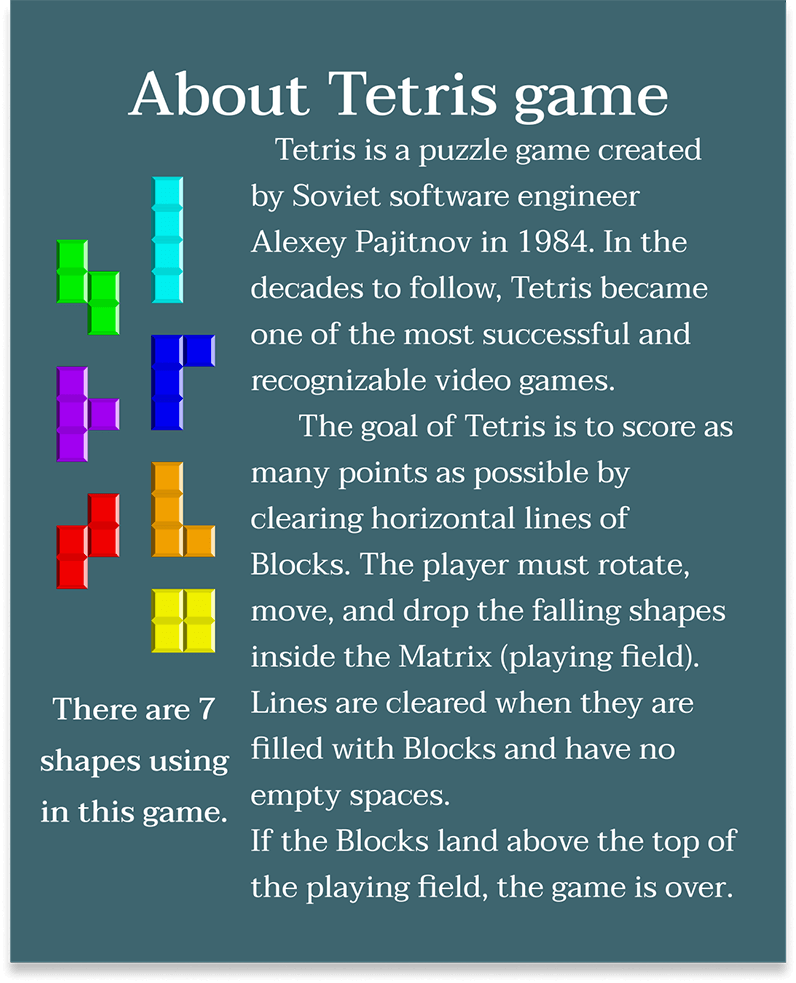 About Tetris game
Tetris is a puzzle game created
by Soviet software engineer
Alexey Pajitnov in 1984. In the
decades to follow, Tetris became
one of the most successful and
recognizable video games.
The goal of Tetris is to score as
many points as possible by
clearing horizontal lines of
Blocks. The player must rotate,
move, and drop the falling shapes
inside the Matrix (playing field).
Lines are cleared when they are
filled with Blocks and have no
empty spaces.
If the Blocks land above the top of
the playing field, the game is over.
There are 7
shapes using
in this game.